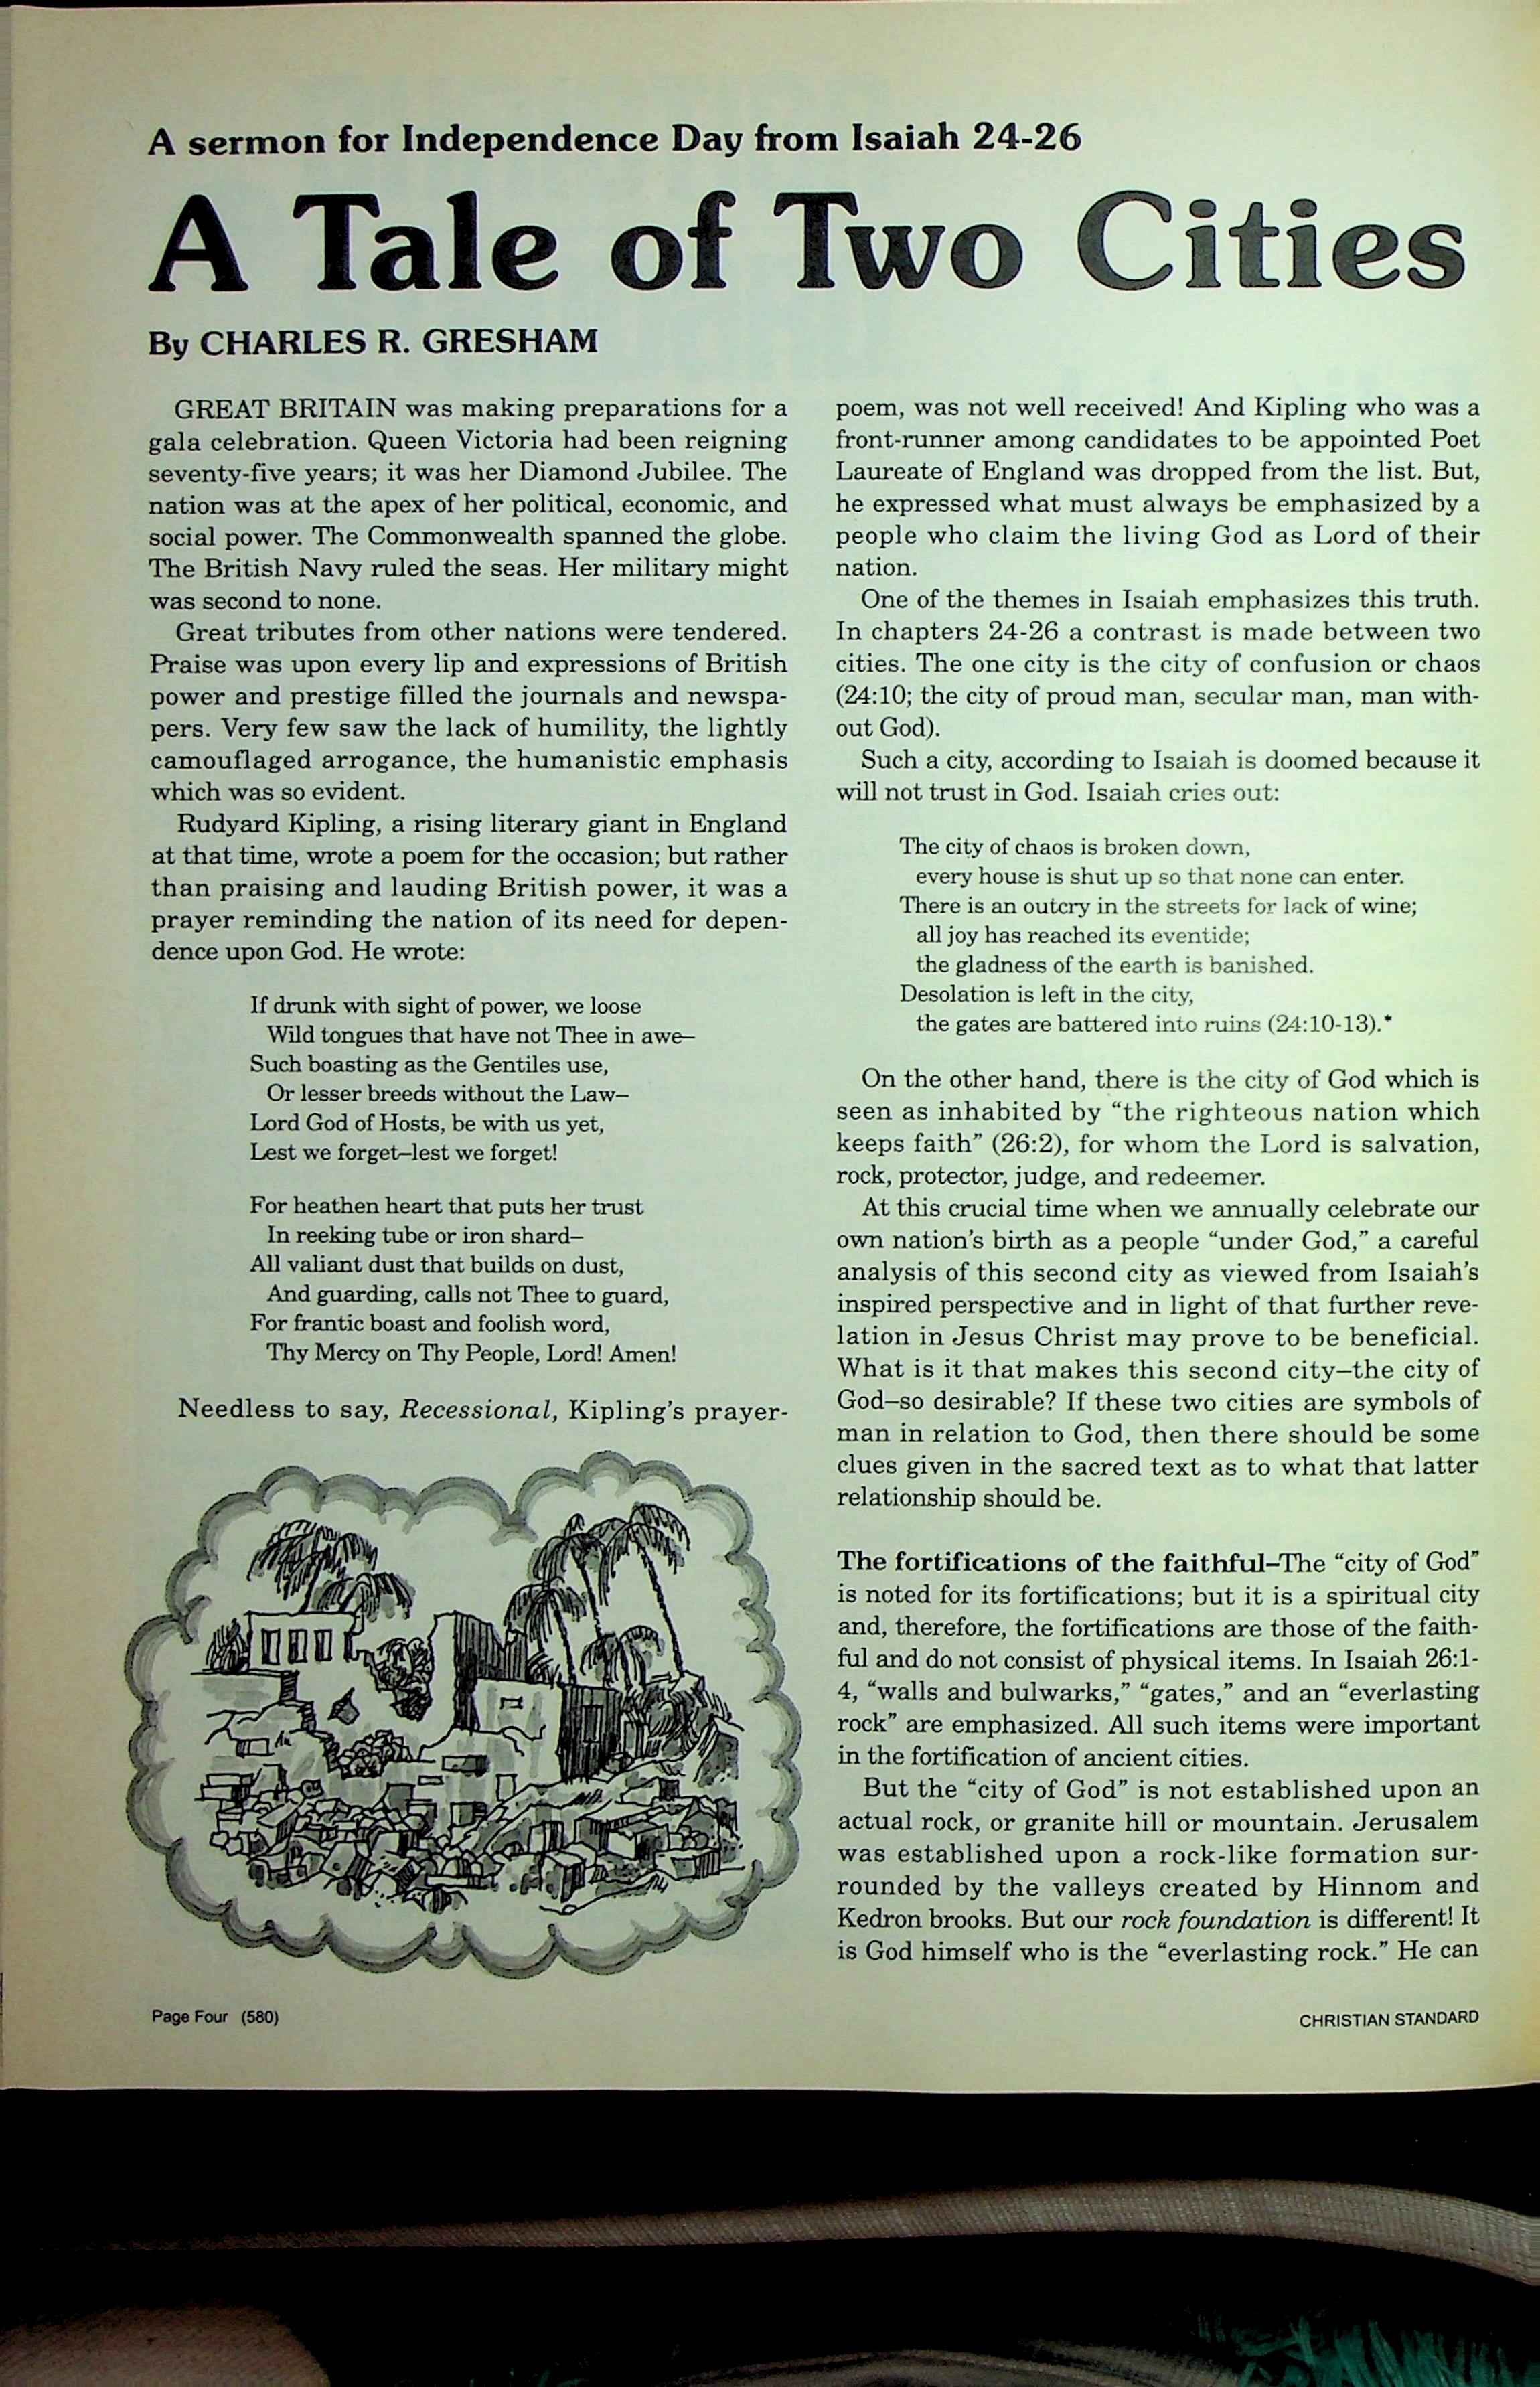 A sermon for Independence Day from Isaiah 24-26
A Tale of Two Cities
By CHARLES R. GRESHAM
GREAT BRITAIN was making preparations for a
gala celebration. Queen Victoria had been reigning
seventy-five years; it was her Diamond Jubilee. The
nation was at the apex of her political, economic, and
social power. The Commonwealth spanned the globe.
The British Navy ruled the seas. Her military might
was second to none.
Great tributes from other nations were tendered.
Praise was upon every lip and expressions of British
power and prestige filled the journals and newspa-
pers. Very few saw the lack of humility, the lightly
camouflaged arrogance, the humanistic emphasis
which was so evident.
Rudyard Kipling, a rising literary giant in England
at that time, wrote a poem for the occasion; but rather
than praising and lauding British power, it was a
prayer reminding the nation of its need for depen-
dence upon God. He wrote:
If drunk with sight of power, we loose
Wild tongues that have not Thee in awe—
Such boasting as the Gentiles use,
Or lesser breeds without the Law—
Lord God of Hosts, be with us yet,
Lest we forget—lest we forget!
For heathen heart that puts her trust
In reeking tube or iron shard—
All valiant dust that builds on dust,
And guarding, calls not Thee to guard,
For frantic boast and foolish word,
Thy Mercy on Thy People, Lord! Amen!
Needless to say, Recessional, Kipling's prayer-
poem, was not well received! And Kipling who was a
front-runner among candidates to be appointed Poet
Laureate of England was dropped from the list. But,
he expressed what must always be emphasized by a
people who claim the living God as Lord of their
nation.
One of the themes in Isaiah emphasizes this truth.
In chapters 24-26 a contrast is made between two
cities. The one city is the city of confusion or chaos
(24:10; the city of proud man, secular man, man with-
out God).
Such a city, according to Isaiah is doomed because it
will not trust in God. Isaiah cries out:
The city of chaos is broken down,
every house is shut up so that none can enter.
There is an outcry in the streets for lack of wine;
all joy has reached its eventide;
the gladness of the earth is banished.
Desolation is left in the city,
the gates are battered into ruins (24:10-13).*
On the other hand, there is the city of God which is
seen as inhabited by “the righteous nation which
keeps faith” (26:2), for whom the Lord is salvation,
rock, protector, judge, and redeemer.
At this crucial time when we annually celebrate our
own nation's birth as a people “under God,” a careful
analysis of this second city as viewed from Isaiah's
inspired perspective and in light of that further reve-
lation in Jesus Christ may prove to be beneficial.
What is it that makes this second city—the city of
God—so desirable? If these two cities are symbols of
man in relation to God, then there should be some
clues given in the sacred text as to what that latter
relationship should be.
The fortifications of the faithful—The “city of God”
is noted for its fortifications; but it is a spiritual city
and, therefore, the fortifications are those of the faith-
ful and do not consist of physical items. In Isaiah 26:1-
4, “walls and bulwarks,” “gates,” and an “everlasting
rock” are emphasized. All such items were important
in the fortification of ancient cities.
But the “city of God” is not established upon an
actual rock, or granite hill or mountain. Jerusalem
was established upon a rock-like formation sur-
rounded by the valleys created by Hinnom and
Kedron brooks. But our rock foundation is different! It
is God himself who is the “everlasting rock.” He can
Page Four (580)
CHRISTIAN STANDARD